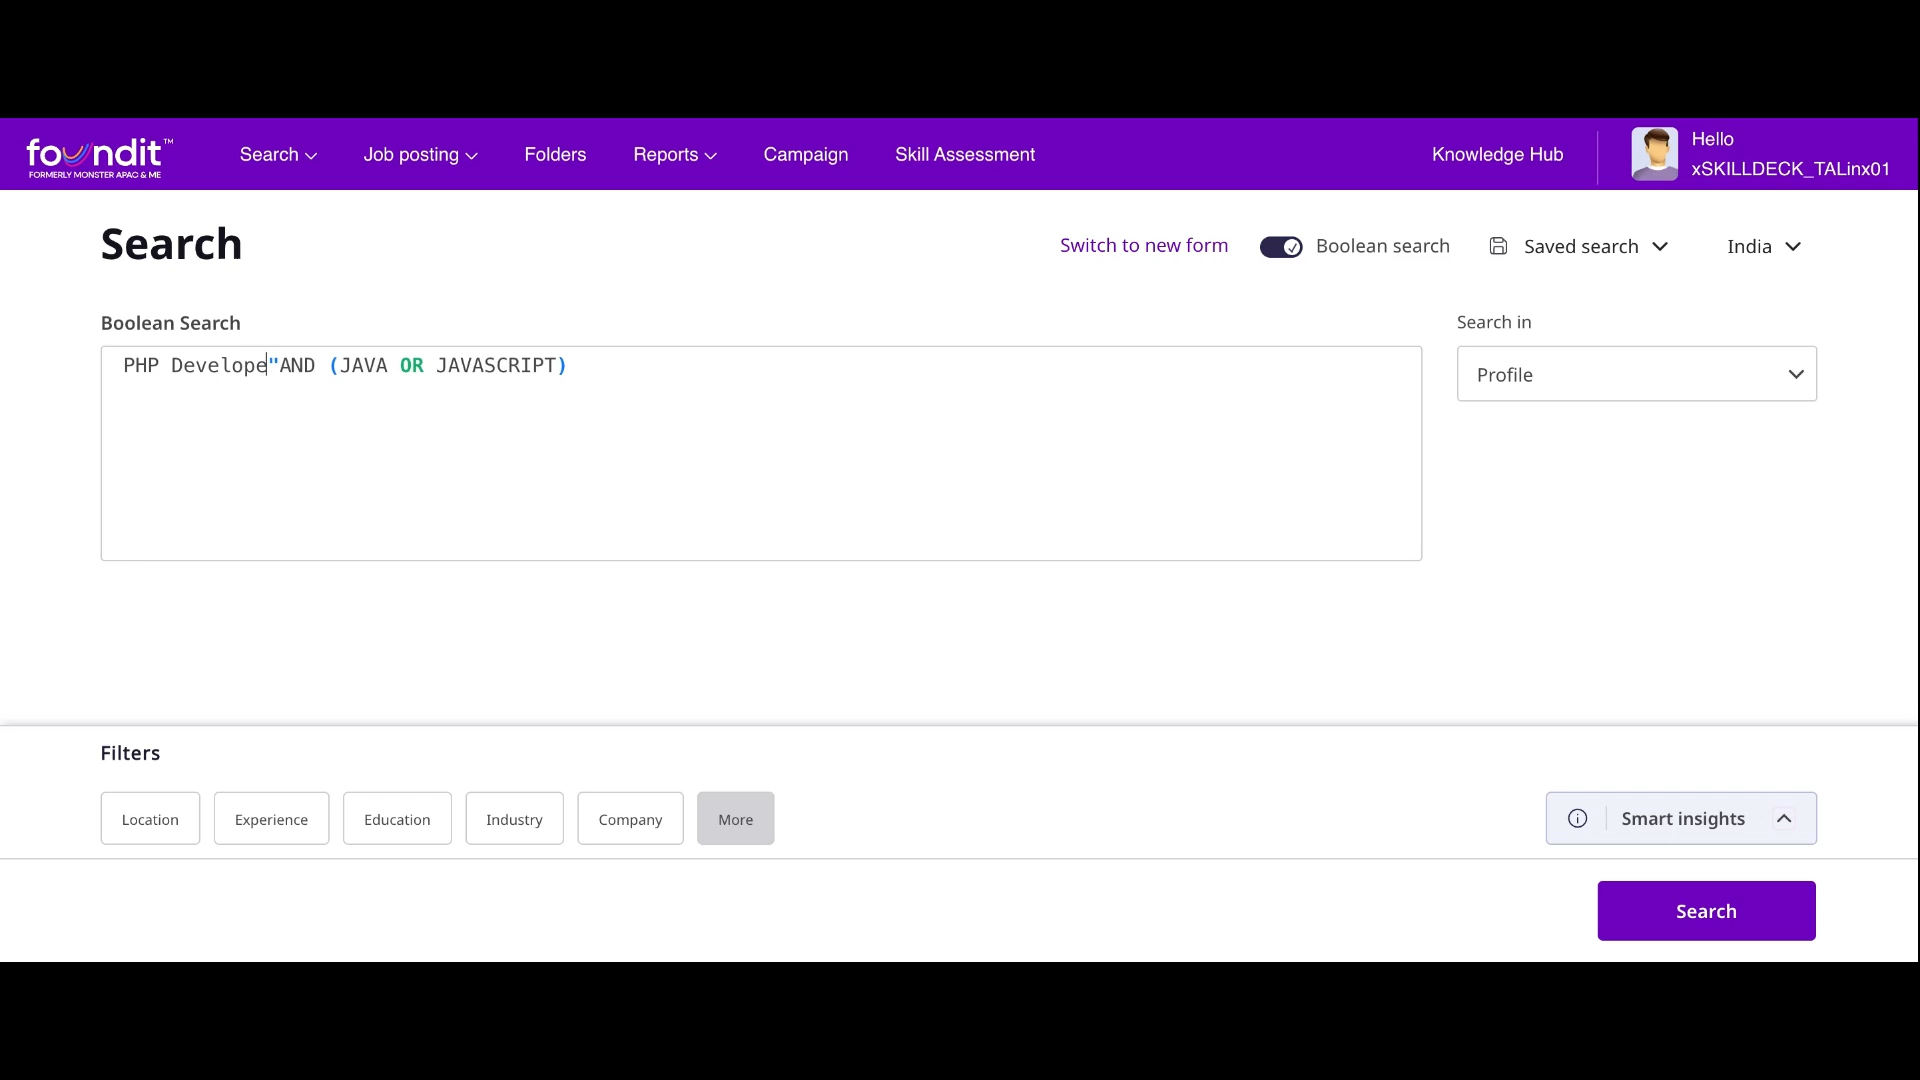 foundit™
FORMERLY MONSTER APAC & ME
Search
Job posting
Folders
Reports
Campaign
Skill Assessment
Knowledge Hub
Hello
xSKILLDECK_TALinx01
Search
Switch to new form
Boolean search
Saved search
India
Boolean Search
Search in
PHP Develope"AND (JAVA OR JAVASCRIPT)
Profile
Filters
Location
Experience
Education
Industry
Company
More
Smart insights
Search